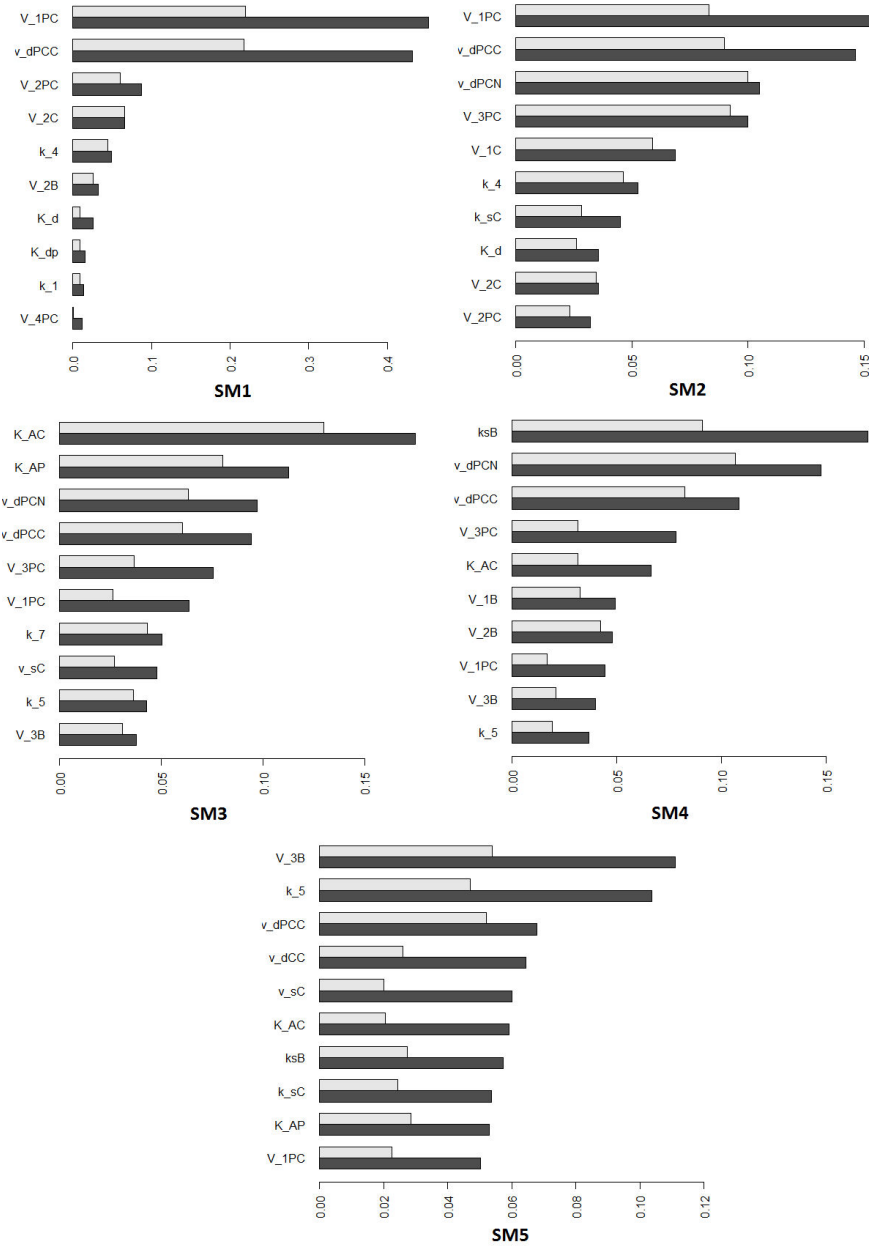 V_1PC
v_dPCC
V_2PC
V_2C
k_4
V_2B
K_d
K_dp
k_1
V_4PC
0.0 0.1 0.2 0.3 0.4
SM1
V_1PC
v_dPCC
v_dPCN
V_3PC
V_1C
k_4
k_sC
K_d
V_2C
V_2PC
0.00 0.05 0.10 0.15
SM2
K_AC
K_AP
v_dPCN
v_dPCC
V_3PC
V_1PC
k_7
v_sC
k_5
V_3B
0.00 0.05 0.10 0.15
SM3
ksB
v_dPCN
v_dPCC
V_3PC
K_AC
V_1B
V_2B
V_1PC
V_3B
k_5
0.00 0.05 0.10 0.15
SM4
V_3B
k_5
v_dPCC
v_dCC
v_sC
K_AC
ksB
k_sC
K_AP
V_1PC
0.00 0.02 0.04 0.06 0.08 0.10 0.12
SM5